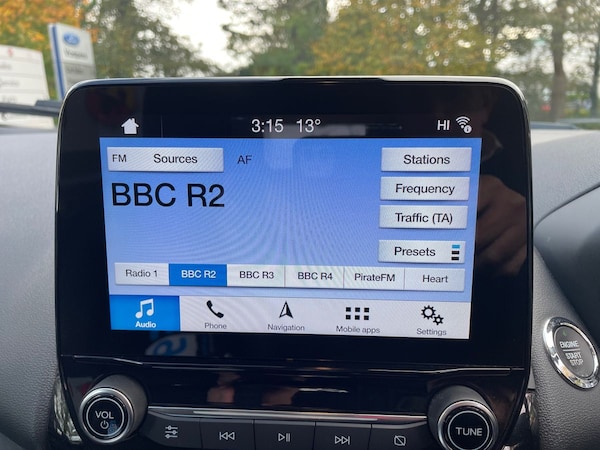 Ford
3:15 13° HI
FM Sources AF Stations
BBC R2 Frequency
Traffic (TA)
Presets
Radio 1 BBC R2 BBC R3 BBC R4 PirateFM Heart
Audio Phone Navigation Mobile apps Settings
ENGINE
START
STOP
VOL
TUNE